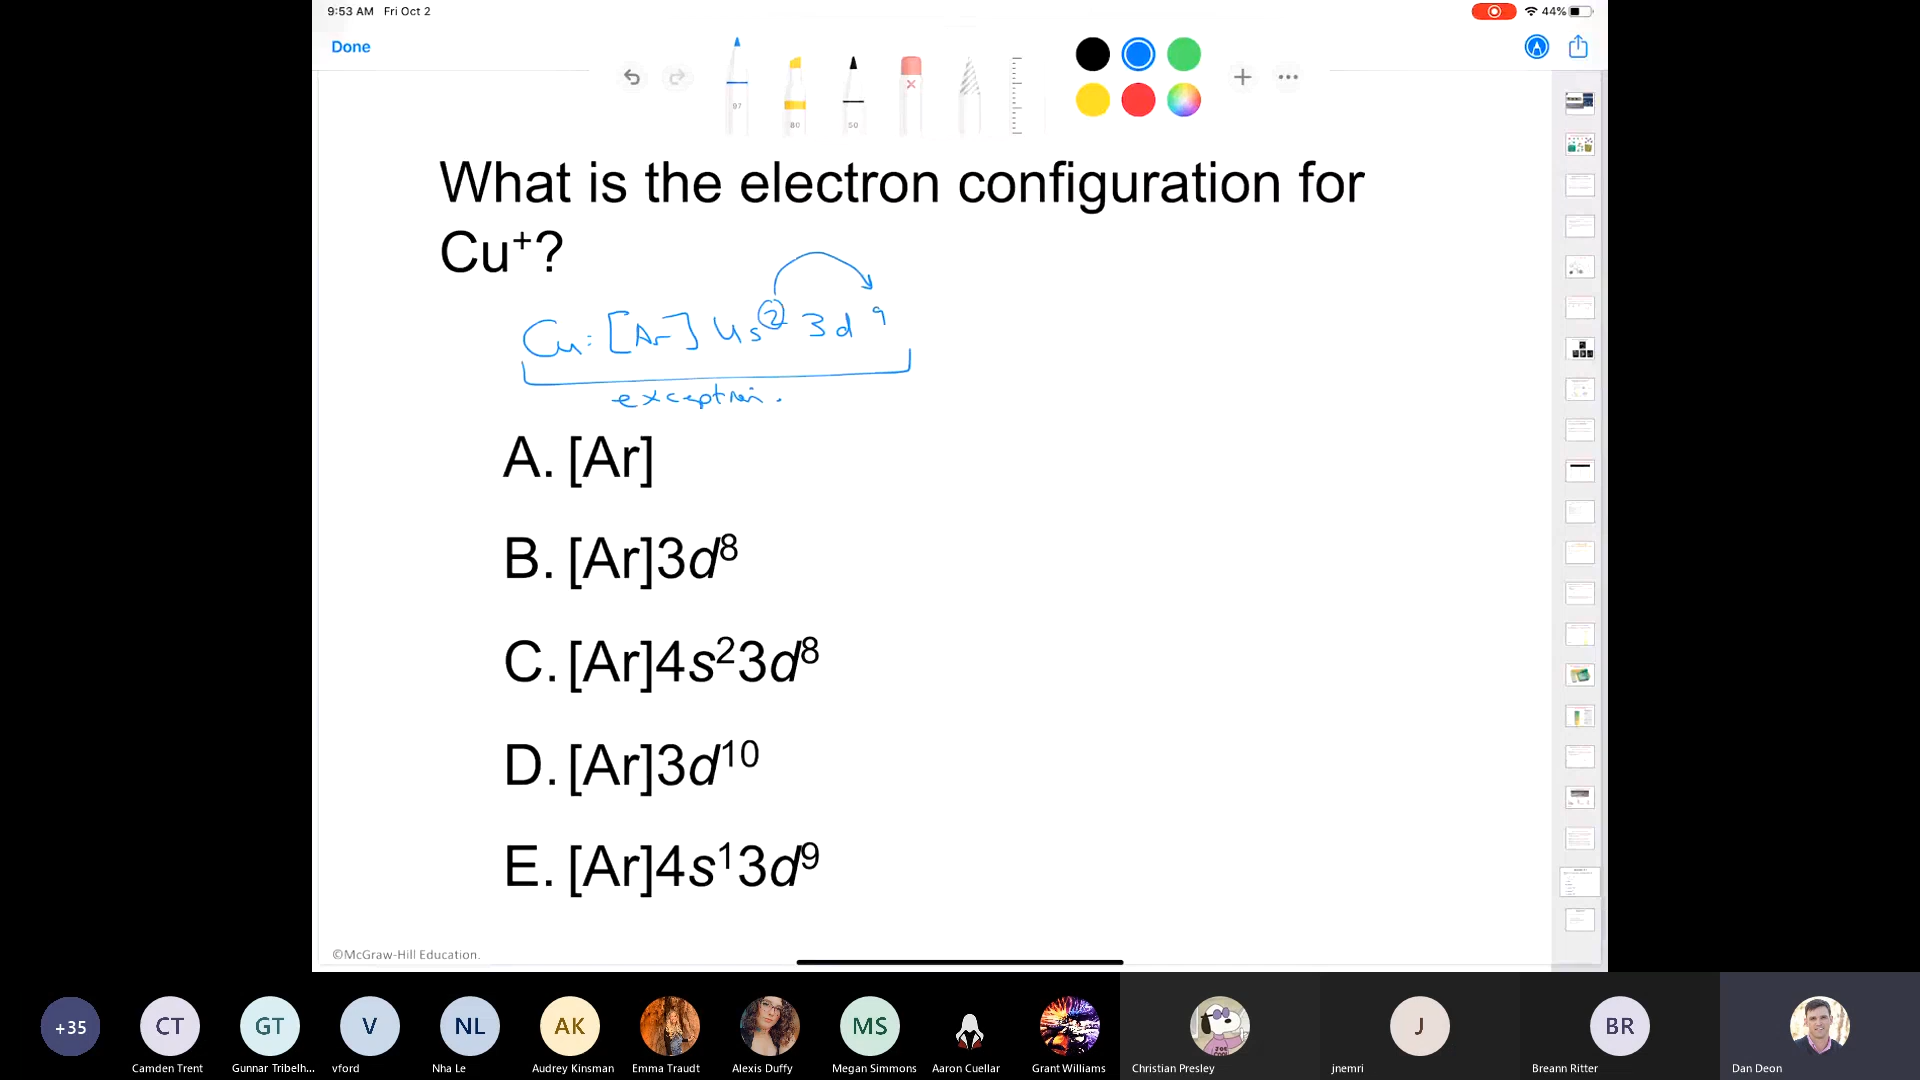 9:53 AM Fri Oct 2
44%
Done
97
80
50
What is the electron configuration for
Cu⁺?
Cu: [Ar] 4s² 3d⁹
exception.
A. [Ar]
B. [Ar]3d⁸
C. [Ar]4s²3d⁸
D. [Ar]3d¹⁰
E. [Ar]4s¹3d⁹
©McGraw-Hill Education.
+35 CT GT V NL AK MS J BR
Camden Trent Gunnar Tribelh... vford Nha Le Audrey Kinsman Emma Traudt Alexis Duffy Megan Simmons Aaron Cuellar Grant Williams Christian Presley jnemri Breann Ritter Dan Deon